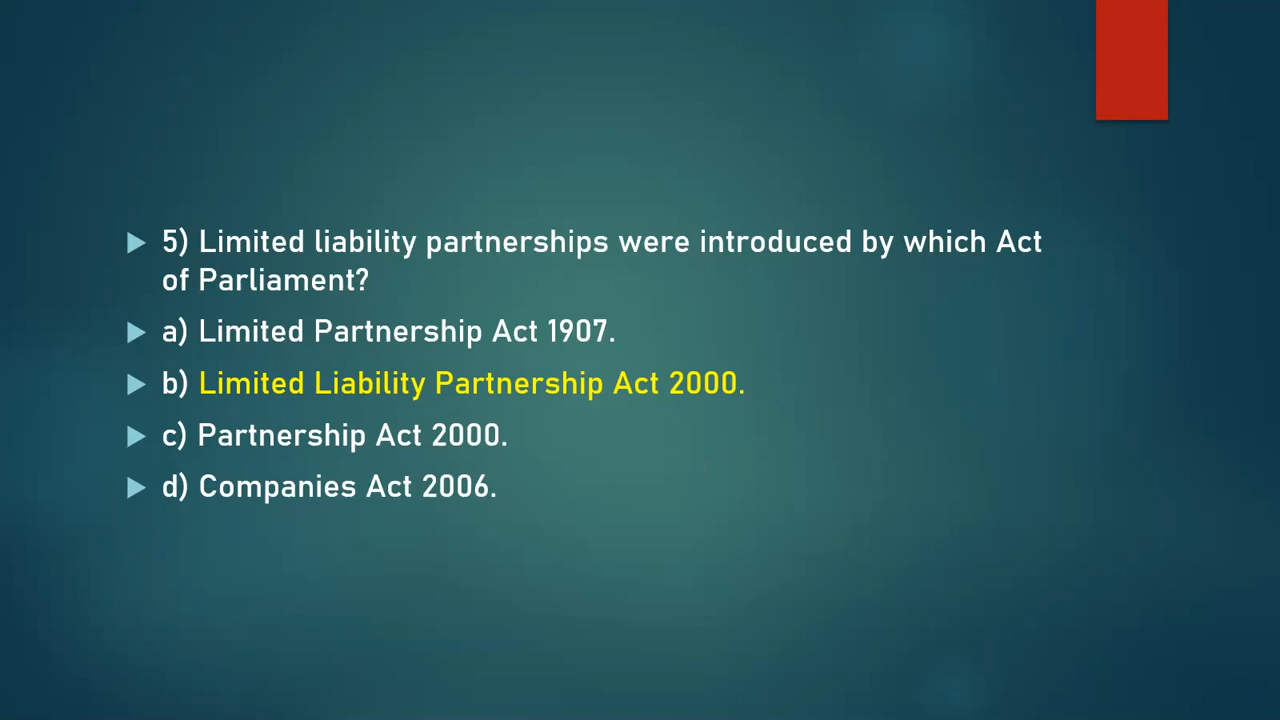 5) Limited liability partnerships were introduced by which Act
of Parliament?
a) Limited Partnership Act 1907.
b) Limited Liability Partnership Act 2000.
c) Partnership Act 2000.
d) Companies Act 2006.